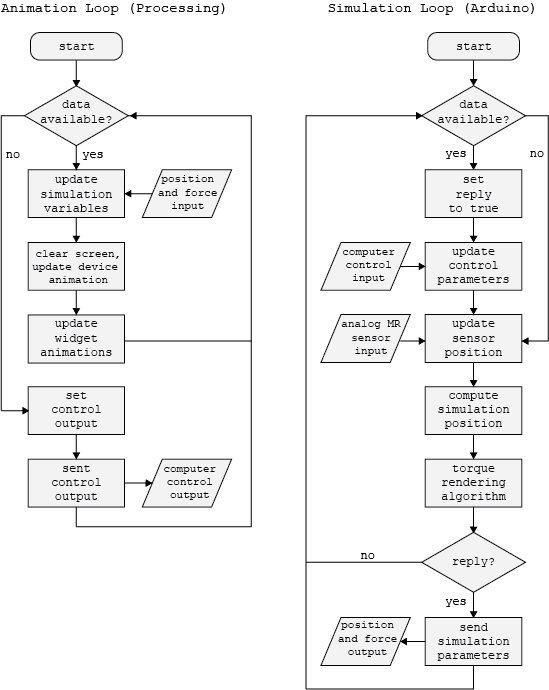 Animation Loop (Processing)
start
data
available?
no
yes
update
simulation
variables
position
and force
input
clear screen,
update device
animation
update
widget
animations
set
control
output
sent
control
output
computer
control
output
Simulation Loop (Arduino)
start
data
available?
yes
no
set
reply
to true
computer
control
input
update
control
parameters
analog MR
sensor
input
update
sensor
position
compute
simulation
position
torque
rendering
algorithm
no
reply?
yes
position
and force
output
send
simulation
parameters